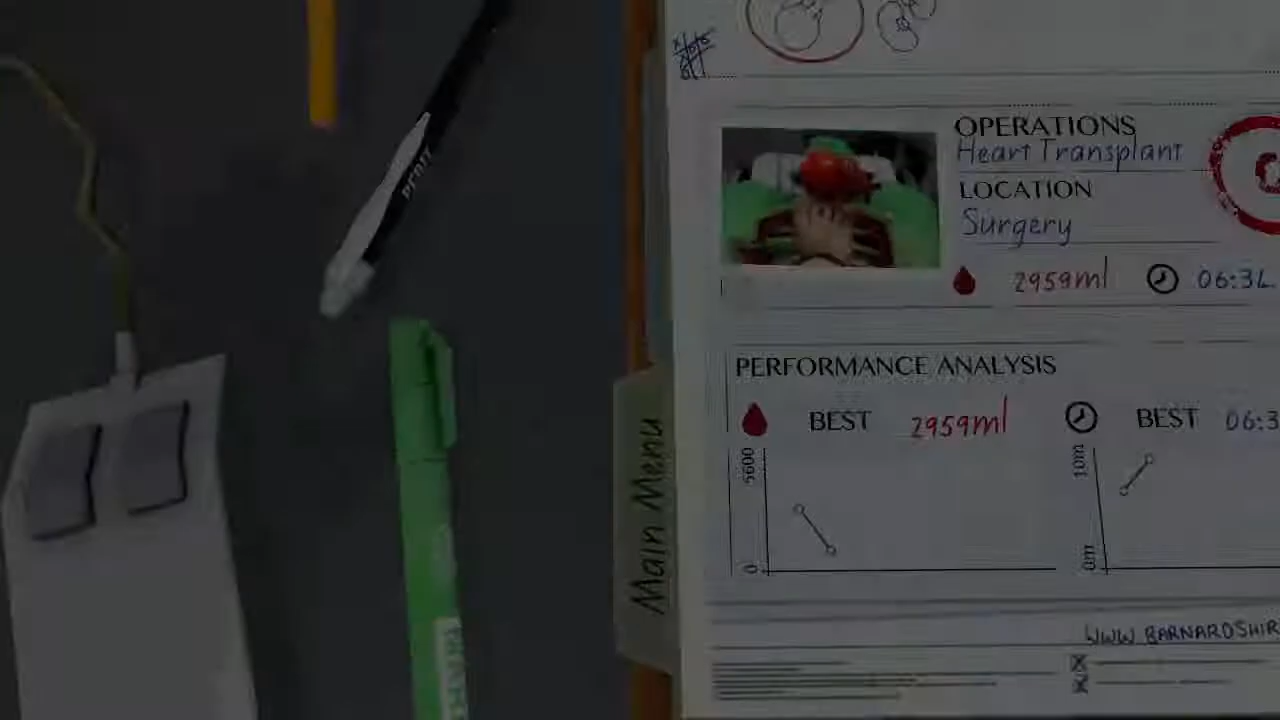 OPERATIONS
Heart Transplant
LOCATION
Surgery
2959ml
PERFORMANCE ANALYSIS
BEST 2959ml
BEST
5600
0
10m
0m
Main Menu